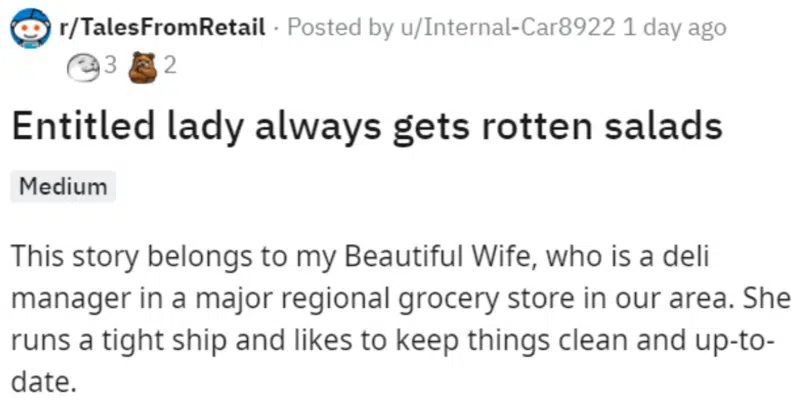 r/TalesFromRetail · Posted by u/Internal-Car8922 1 day ago
3 2
Entitled lady always gets rotten salads
Medium
This story belongs to my Beautiful Wife, who is a deli
manager in a major regional grocery store in our area. She
runs a tight ship and likes to keep things clean and up-to-
date.